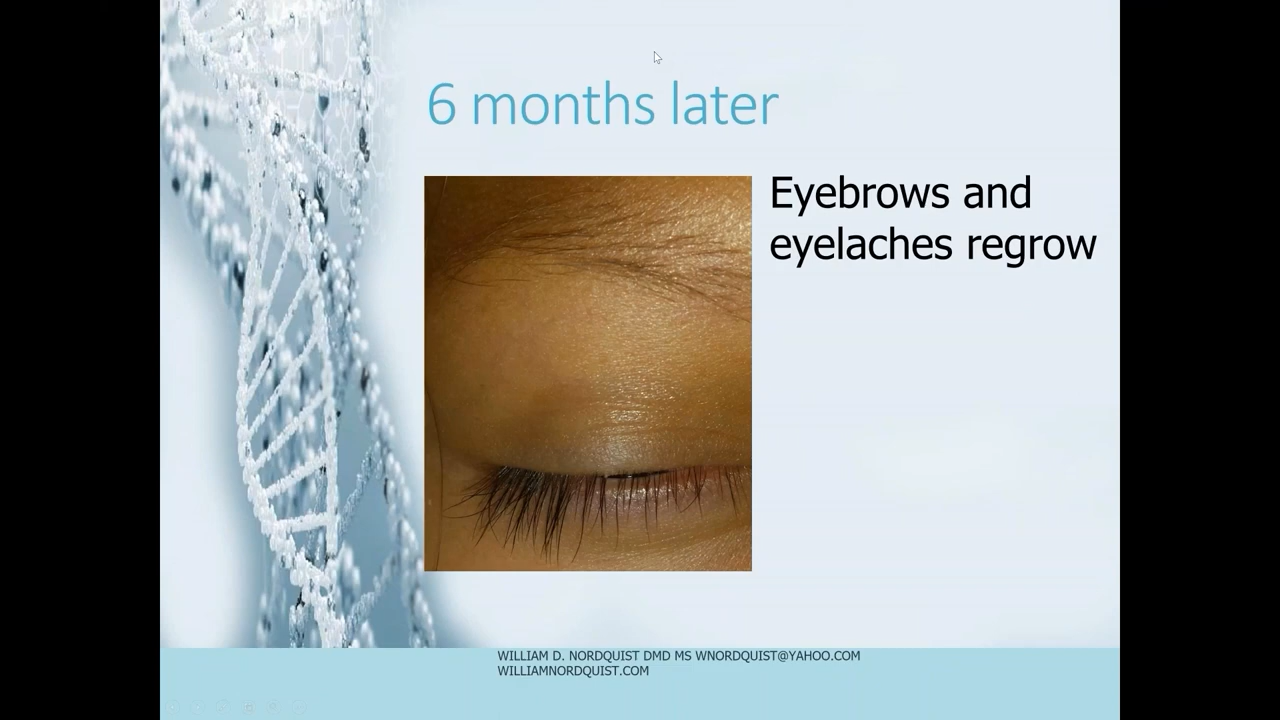 6 months later
Eyebrows and
eyelaches regrow
WILLIAM D. NORDQUIST DMD MS WNORDQUIST@YAHOO.COM
WILLIAMNORDQUIST.COM